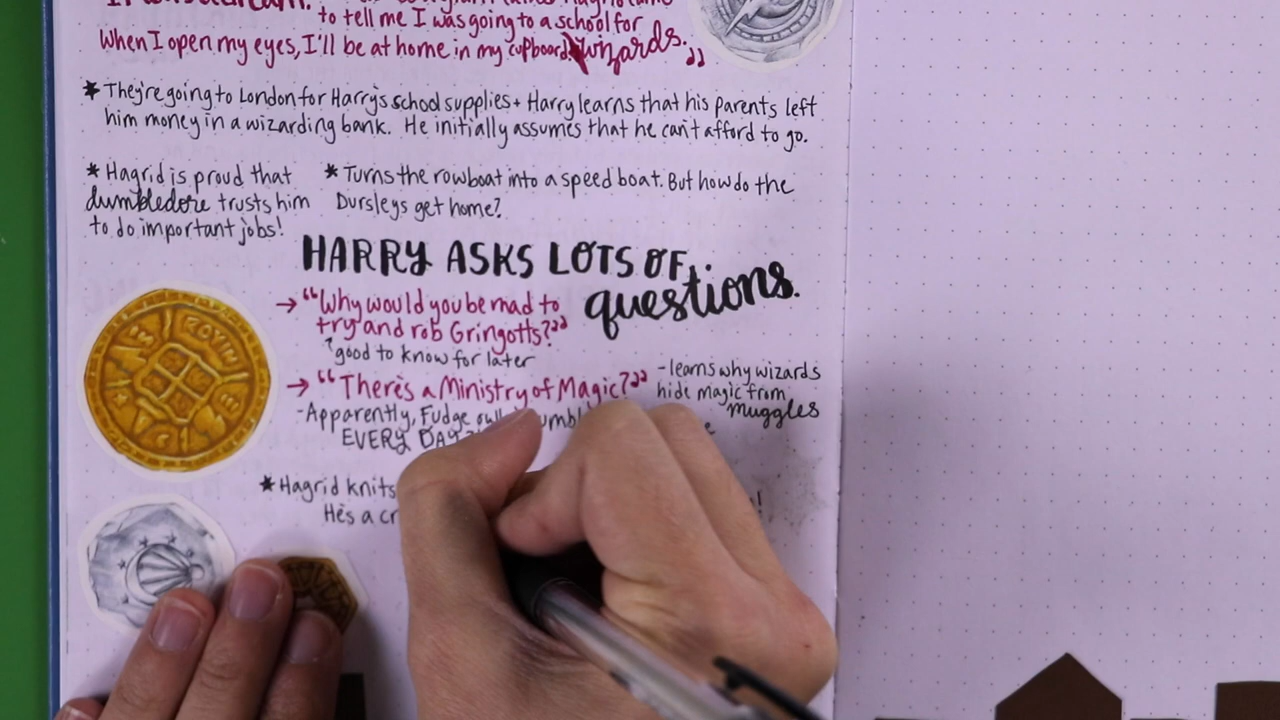 to tell me I was going to a school for
When I open my eyes, I'll be at home in my cupboard. wizards."
* They're going to London for Harry's school supplies + Harry learns that his parents left
him money in a wizarding bank. He initially assumes that he can't afford to go.
* Hagrid is proud that
dumbledore trusts him
to do important jobs!
* Turns the rowboat into a speed boat. But how do the
Dursleys get home?
HARRY ASKS LOTS OF
questions.
→ "Why would you be mad to
try and rob Gringotts?"
good to know for later
→ "There's a Ministry of Magic?"
- Apparently, Fudge
EVERY DAY
- learns why wizards
hide magic from
muggles
* Hagrid knits
He's a